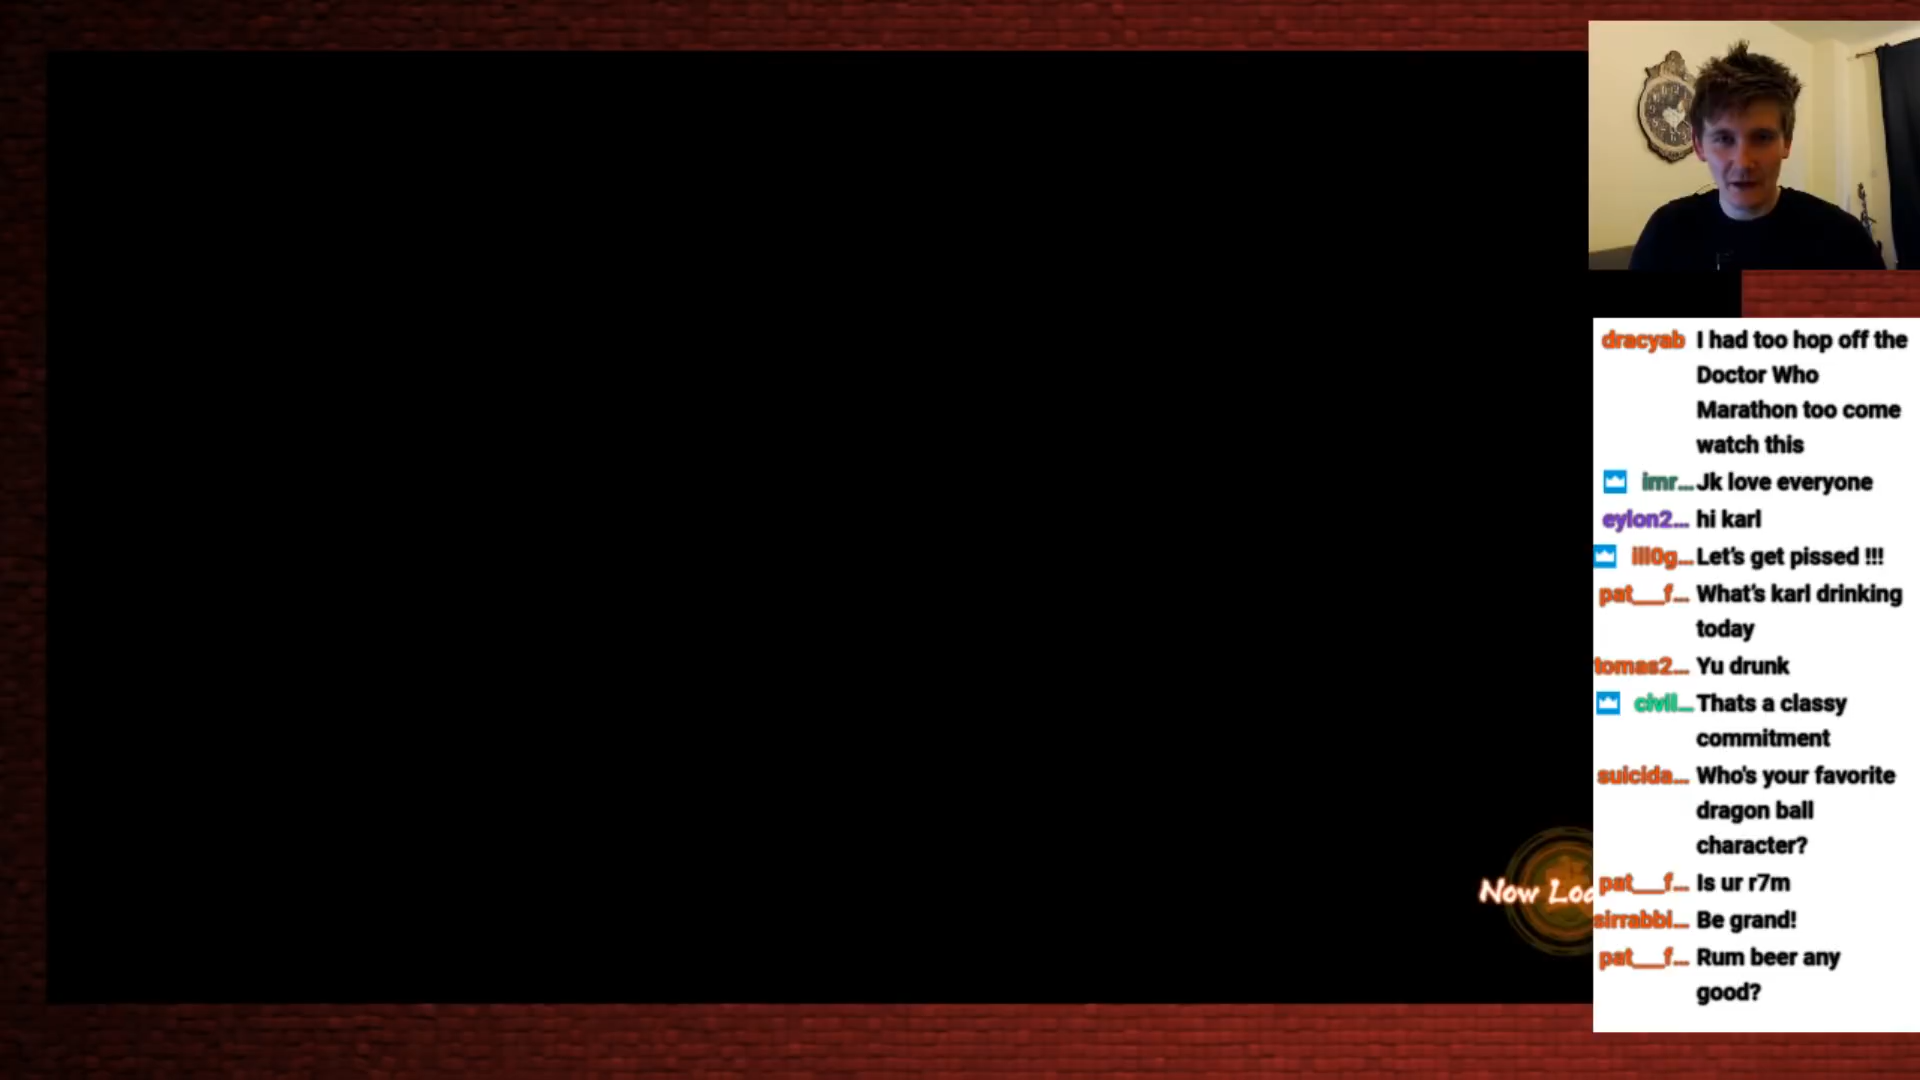 dracyab I had too hop off the
Doctor Who
Marathon too come
watch this
imr... Jk love everyone
eylon2... hi karl
ill0g... Let's get pissed !!!
pat__f... What's karl drinking
today
tomas2... Yu drunk
civil... Thats a classy
commitment
suicida... Who's your favorite
dragon ball
character?
pat__f... Is ur r7m
Now Loa
sirrabbi... Be grand!
pat__f... Rum beer any
good?